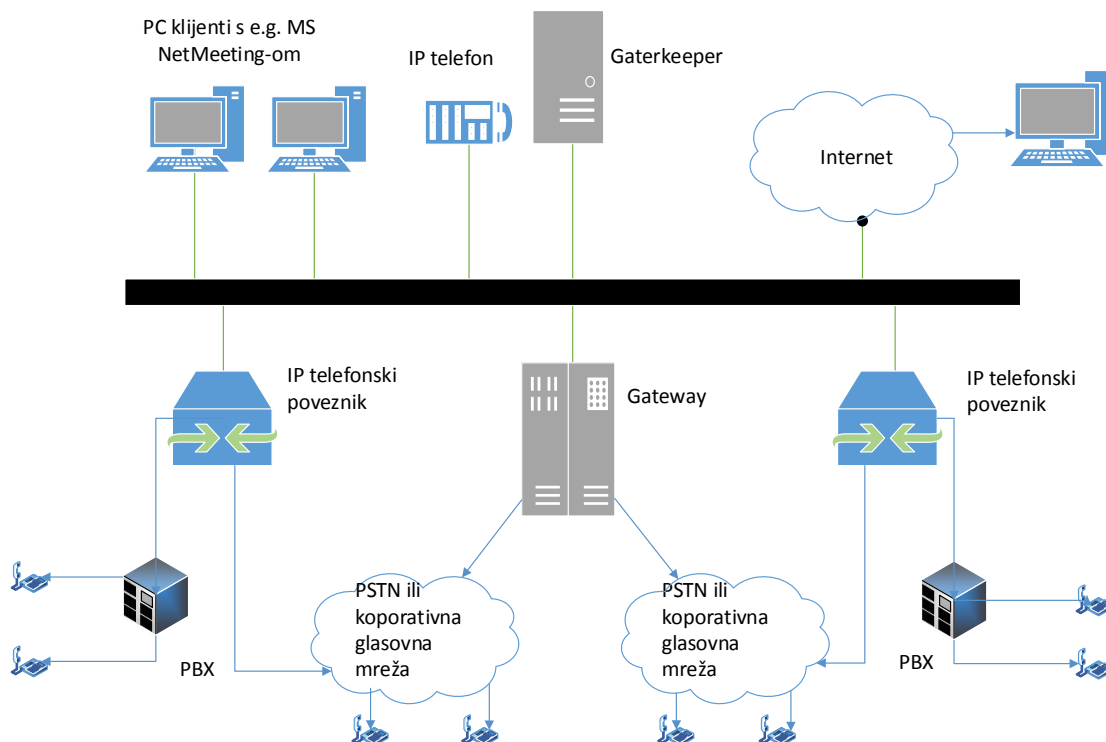 PC klijenti s e.g. MS
NetMeeting-om
IP telefon
Gaterkeeper
Internet
IP telefonski
poveznik
Gateway
IP telefonski
poveznik
PSTN ili
koporativna
glasovna
mreža
PSTN ili
koporativna
glasovna
mreža
PBX
PBX